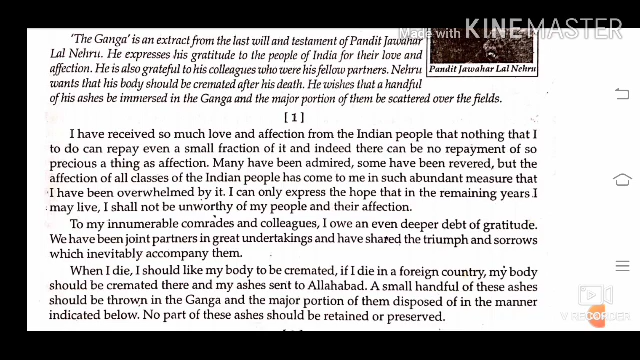 Made with KINEMASTER
'The Ganga' is an extract from the last will and testament of Pandit Jawahar
Lal Nehru. He expresses his gratitude to the people of India for their love and
affection. He is also grateful to his colleagues who were his fellow partners. Nehru
wants that his body should be cremated after his death. He wishes that a handful
of his ashes be immersed in the Ganga and the major portion of them be scattered over the fields.
Pandit Jawahar Lal Nehru
[1]
I have received so much love and affection from the Indian people that nothing that I
to do can repay even a small fraction of it and indeed there can be no repayment of so
precious a thing as affection. Many have been admired, some have been revered, but the
affection of all classes of the Indian people has come to me in such abundant measure that
I have been overwhelmed by it. I can only express the hope that in the remaining years I
may live, I shall not be unworthy of my people and their affection.
To my innumerable comrades and colleagues, I owe an even deeper debt of gratitude.
We have been joint partners in great undertakings and have shared the triumph and sorrows
which inevitably accompany them.
When I die, I should like my body to be cremated, if I die in a foreign country, my body
should be cremated there and my ashes sent to Allahabad. A small handful of these ashes
should be thrown in the Ganga and the major portion of them disposed of in the manner
indicated below. No part of these ashes should be retained or preserved.
V RECORDER